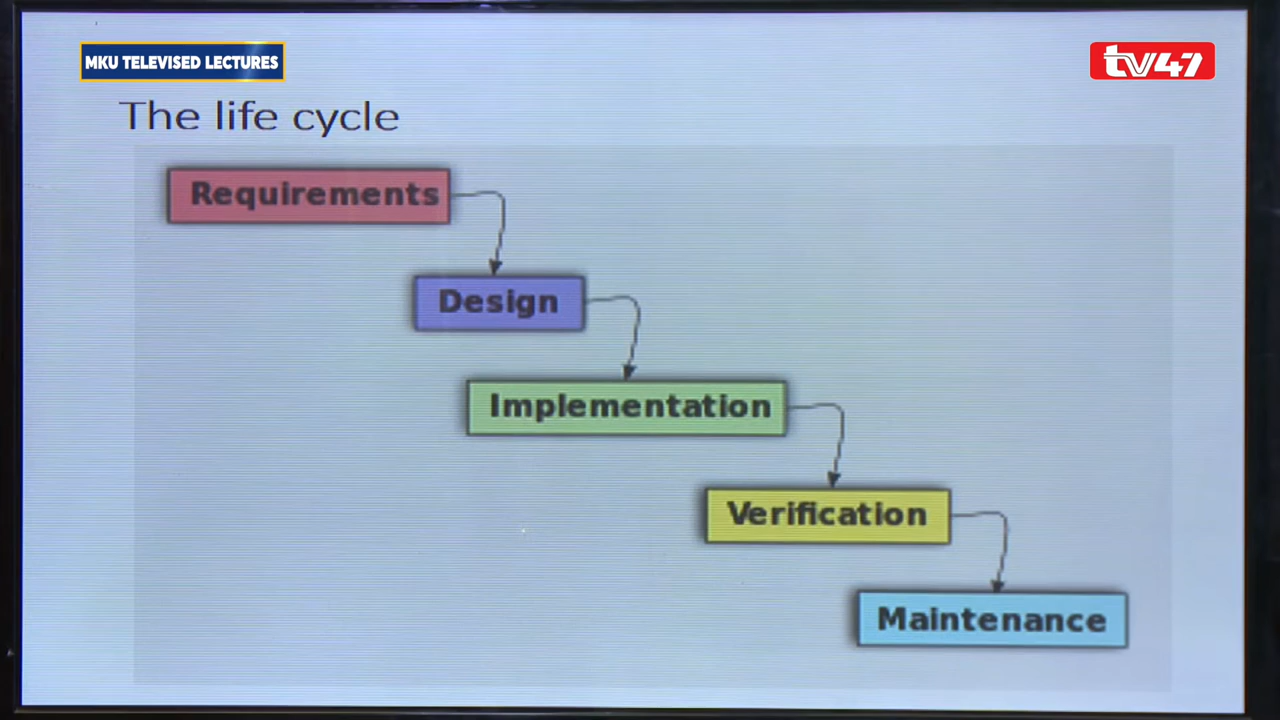 MKU TELEVISED LECTURES
tv47
The life cycle
Requirements
Design
Implementation
Verification
Maintenance